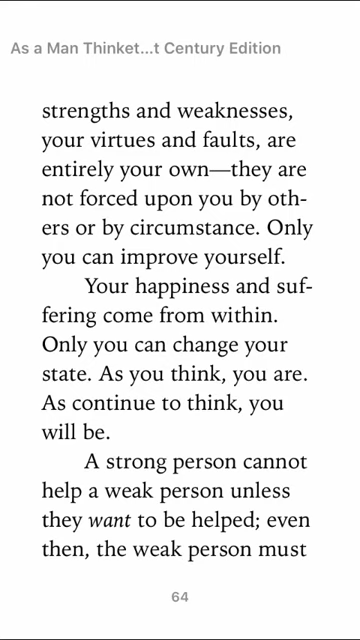 As a Man Thinket...t Century Edition
strengths and weaknesses,
your virtues and faults, are
entirely your own—they are
not forced upon you by oth-
ers or by circumstance. Only
you can improve yourself.
Your happiness and suf-
fering come from within.
Only you can change your
state. As you think, you are.
As continue to think, you
will be.
A strong person cannot
help a weak person unless
they want to be helped; even
then, the weak person must
64